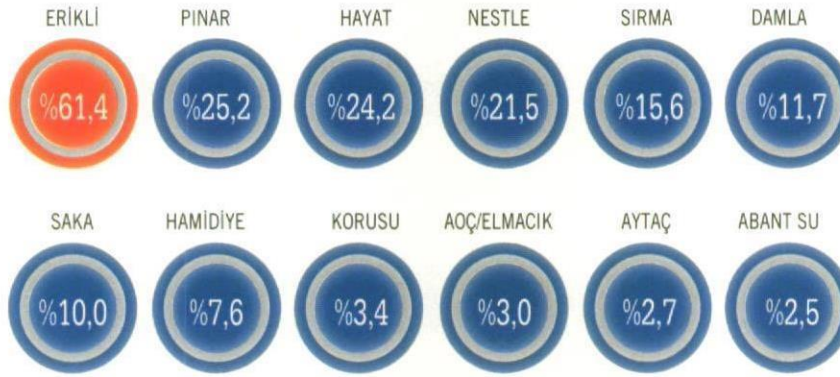 ERİKLİ PINAR HAYAT NESTLE SIRMA DAMLA
%61,4 %25,2 %24,2 %21,5 %15,6 %11,7
SAKA HAMİDİYE KORUSU AOÇ/ELMACIK AYTAÇ ABANT SU
%10,0 %7,6 %3,4 %3,0 %2,7 %2,5